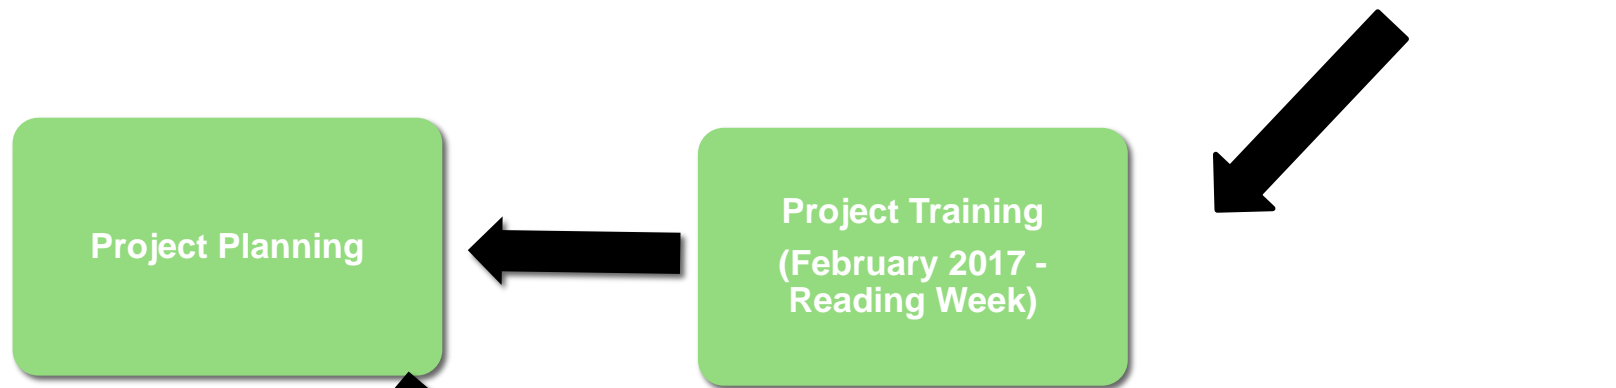 Project Planning
Project Training
(February 2017 -
Reading Week)